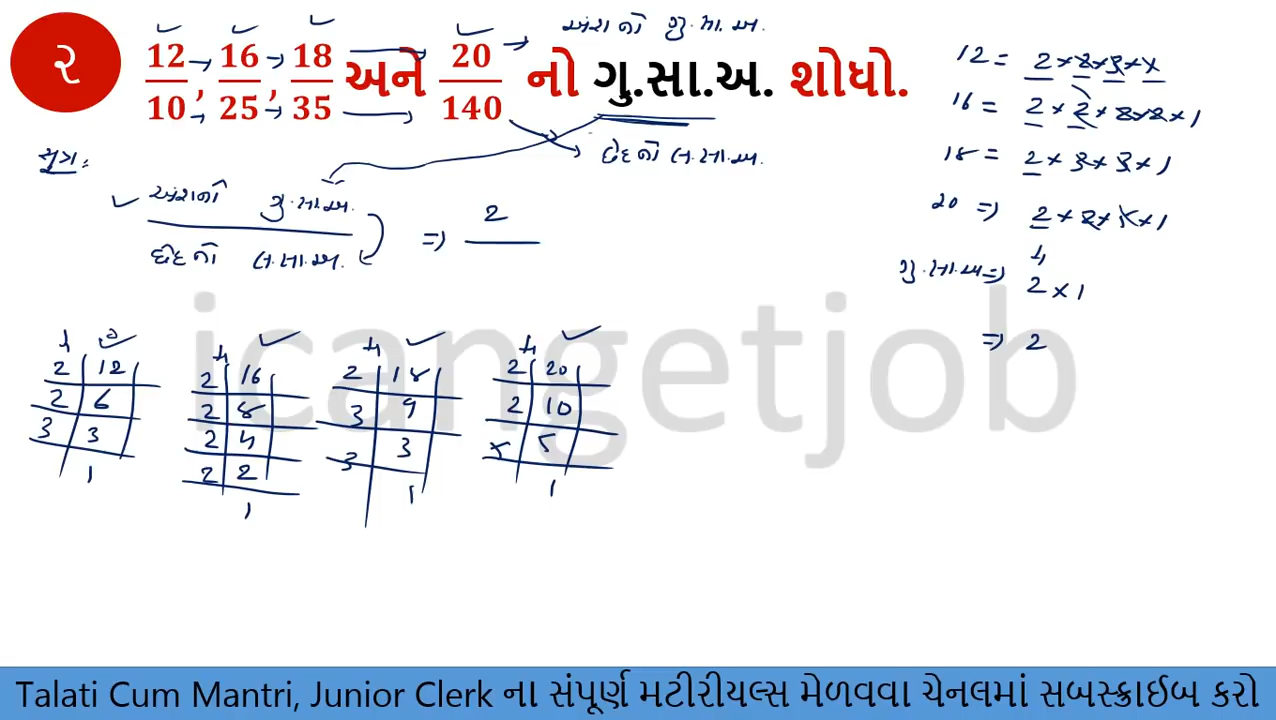 ૨ 12/10, 16/25, 18/35 અને 20/140 નો ગુ.સા.અ. શોધો.
અંશનો ગુ.સા.અ.
છેદનો લ.સા.અ.
સુત્ર:
અંશનો ગુ.સા.અ.
છેદનો લ.સા.અ.
=> 2
12 = 2 × 2 × 3 × 1
16 = 2 × 2 × 2 × 2 × 1
18 = 2 × 3 × 3 × 1
20 => 2 × 2 × 5 × 1
ગુ.સા.અ => 2 × 1
=> 2
2 12
2 6
3 3
1
2 16
2 8
2 4
2 2
1
2 18
3 9
3 3
1
2 20
2 10
5 5
1
icangetjob
Talati Cum Mantri, Junior Clerk ના સંપૂર્ણ મટીરીયલ્સ મેળવવા ચેનલમાં સબસ્ક્રાઈબ કરો